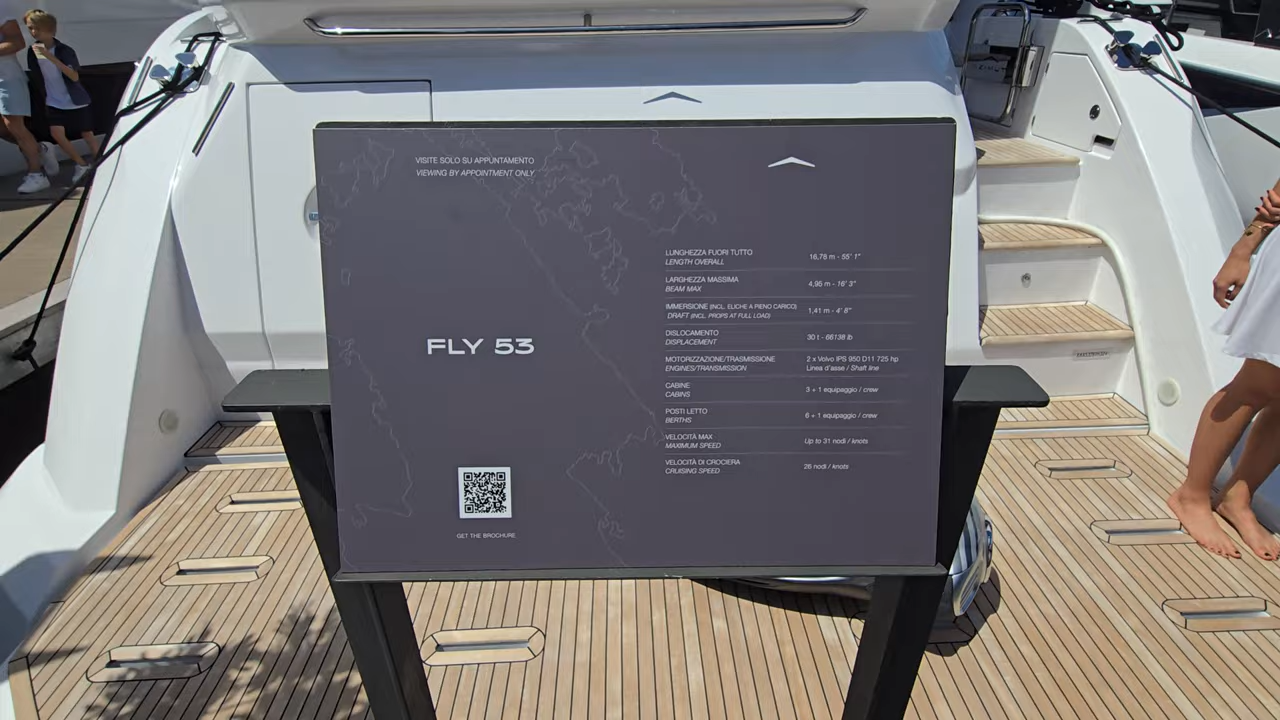 VISITE SOLO SU APPUNTAMENTO
VIEWING BY APPOINTMENT ONLY
FLY 53
GET THE BROCHURE
LUNGHEZZA FUORI TUTTO
LENGTH OVERALL
16,78 m - 55' 1"
LARGHEZZA MASSIMA
BEAM MAX
4,95 m - 16' 3"
IMMERSIONE (INCL. ELICHE A PIENO CARICO)
DRAFT (INCL. PROPS AT FULL LOAD)
1,41 m - 4' 8"
DISLOCAMENTO
DISPLACEMENT
30 t - 66138 lb
MOTORIZZAZIONE/TRASMISSIONE
ENGINES/TRANSMISSION
2 x Volvo IPS 950 D11 725 hp
Linea d'asse / Shaft line
CABINE
CABINS
3 + 1 equipaggio / crew
POSTI LETTO
BERTHS
6 + 1 equipaggio / crew
VELOCITÀ MAX
MAXIMUM SPEED
Up to 31 nodi / knots
VELOCITÀ DI CROCIERA
CRUISING SPEED
26 nodi / knots